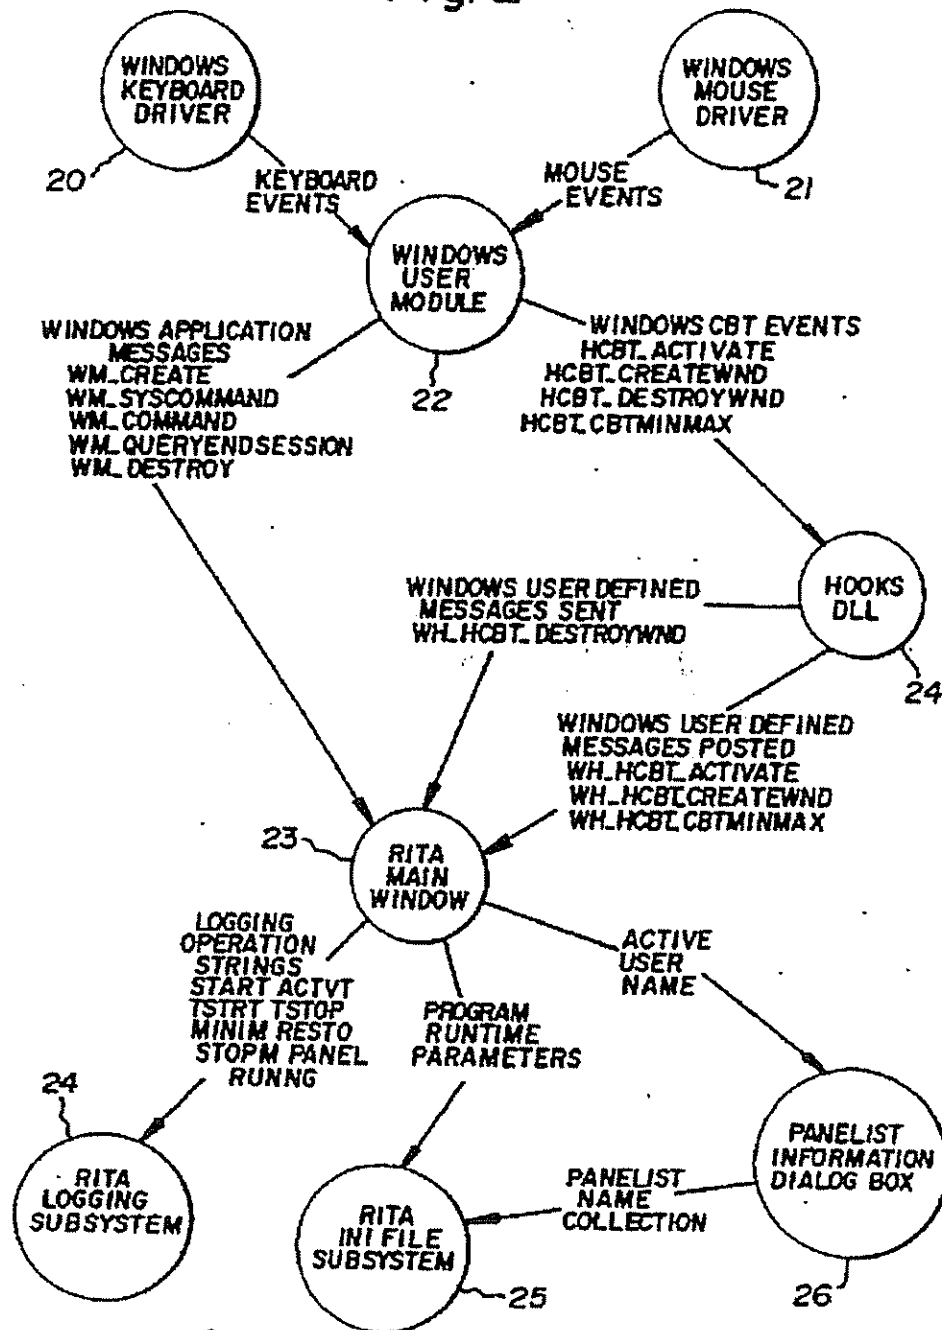 WINDOWS
KEYBOARD
DRIVER
20
WINDOWS
MOUSE
DRIVER
21
KEYBOARD
EVENTS
MOUSE
EVENTS
WINDOWS
USER
MODULE
22
WINDOWS APPLICATION
MESSAGES
WM_CREATE
WM_SYSCOMMAND
WM_COMMAND
WM_QUERYENDSESSION
WM_DESTROY
WINDOWS CBT EVENTS
HCBT_ACTIVATE
HCBT_CREATEWND
HCBT_DESTROYWND
HCBT_CBTMINMAX
HOOKS
DLL
24
WINDOWS USER DEFINED
MESSAGES SENT
WH_HCBT_DESTROYWND
WINDOWS USER DEFINED
MESSAGES POSTED
WH_HCBT_ACTIVATE
WH_HCBT_CREATEWND
WH_HCBT_CBTMINMAX
23
RITA
MAIN
WINDOW
LOGGING
OPERATION
STRINGS
START ACTVT
TSTRT TSTOP
MINIM RESTO
STOPM PANEL
RUNNG
PROGRAM
RUNTIME
PARAMETERS
ACTIVE
USER
NAME
24
RITA
LOGGING
SUBSYSTEM
RITA
INI FILE
SUBSYSTEM
25
PANELIST
NAME
COLLECTION
PANELIST
INFORMATION
DIALOG BOX
26